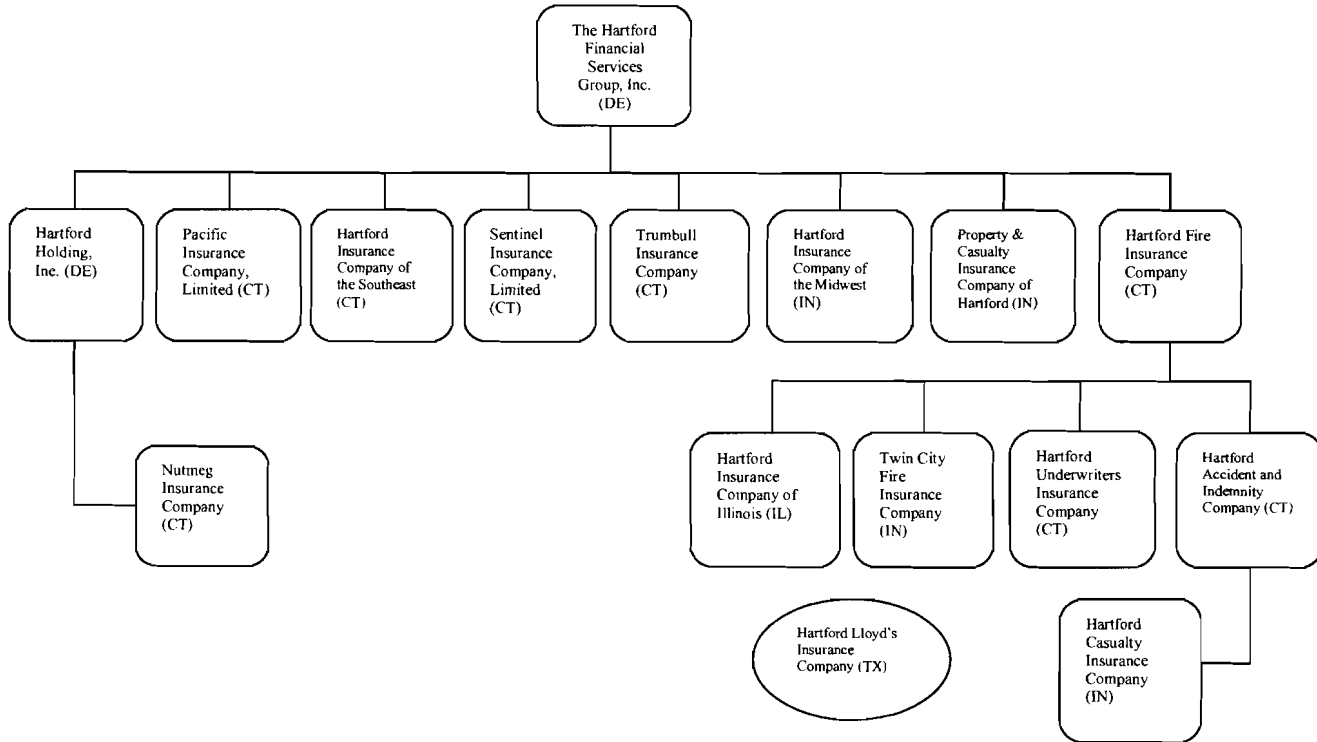 The Hartford
Financial
Services
Group, Inc.
(DE)
Hartford
Holding,
Inc. (DE)
Pacific
Insurance
Company,
Limited (CT)
Hartford
Insurance
Company of
the Southeast
(CT)
Sentinel
Insurance
Company,
Limited
(CT)
Trumbull
Insurance
Company
(CT)
Hartford
Insurance
Company of
the Midwest
(IN)
Property &
Casualty
Insurance
Company of
Hartford (IN)
Hartford Fire
Insurance
Company
(CT)
Nutmeg
Insurance
Company
(CT)
Hartford
Insurance
Company of
Illinois (IL)
Twin City
Fire
Insurance
Company
(IN)
Hartford
Underwriters
Insurance
Company
(CT)
Hartford
Accident and
Indemnity
Company (CT)
Hartford Lloyd's
Insurance
Company (TX)
Hartford
Casualty
Insurance
Company
(IN)